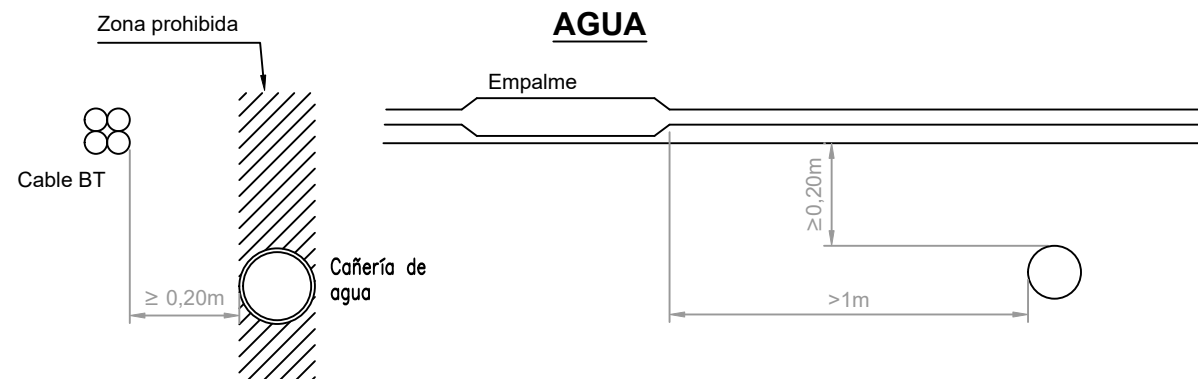 Zona prohibida
AGUA
Empalme
Cable BT
≥0,20m
Cañería de
agua
≥ 0,20m
>1m